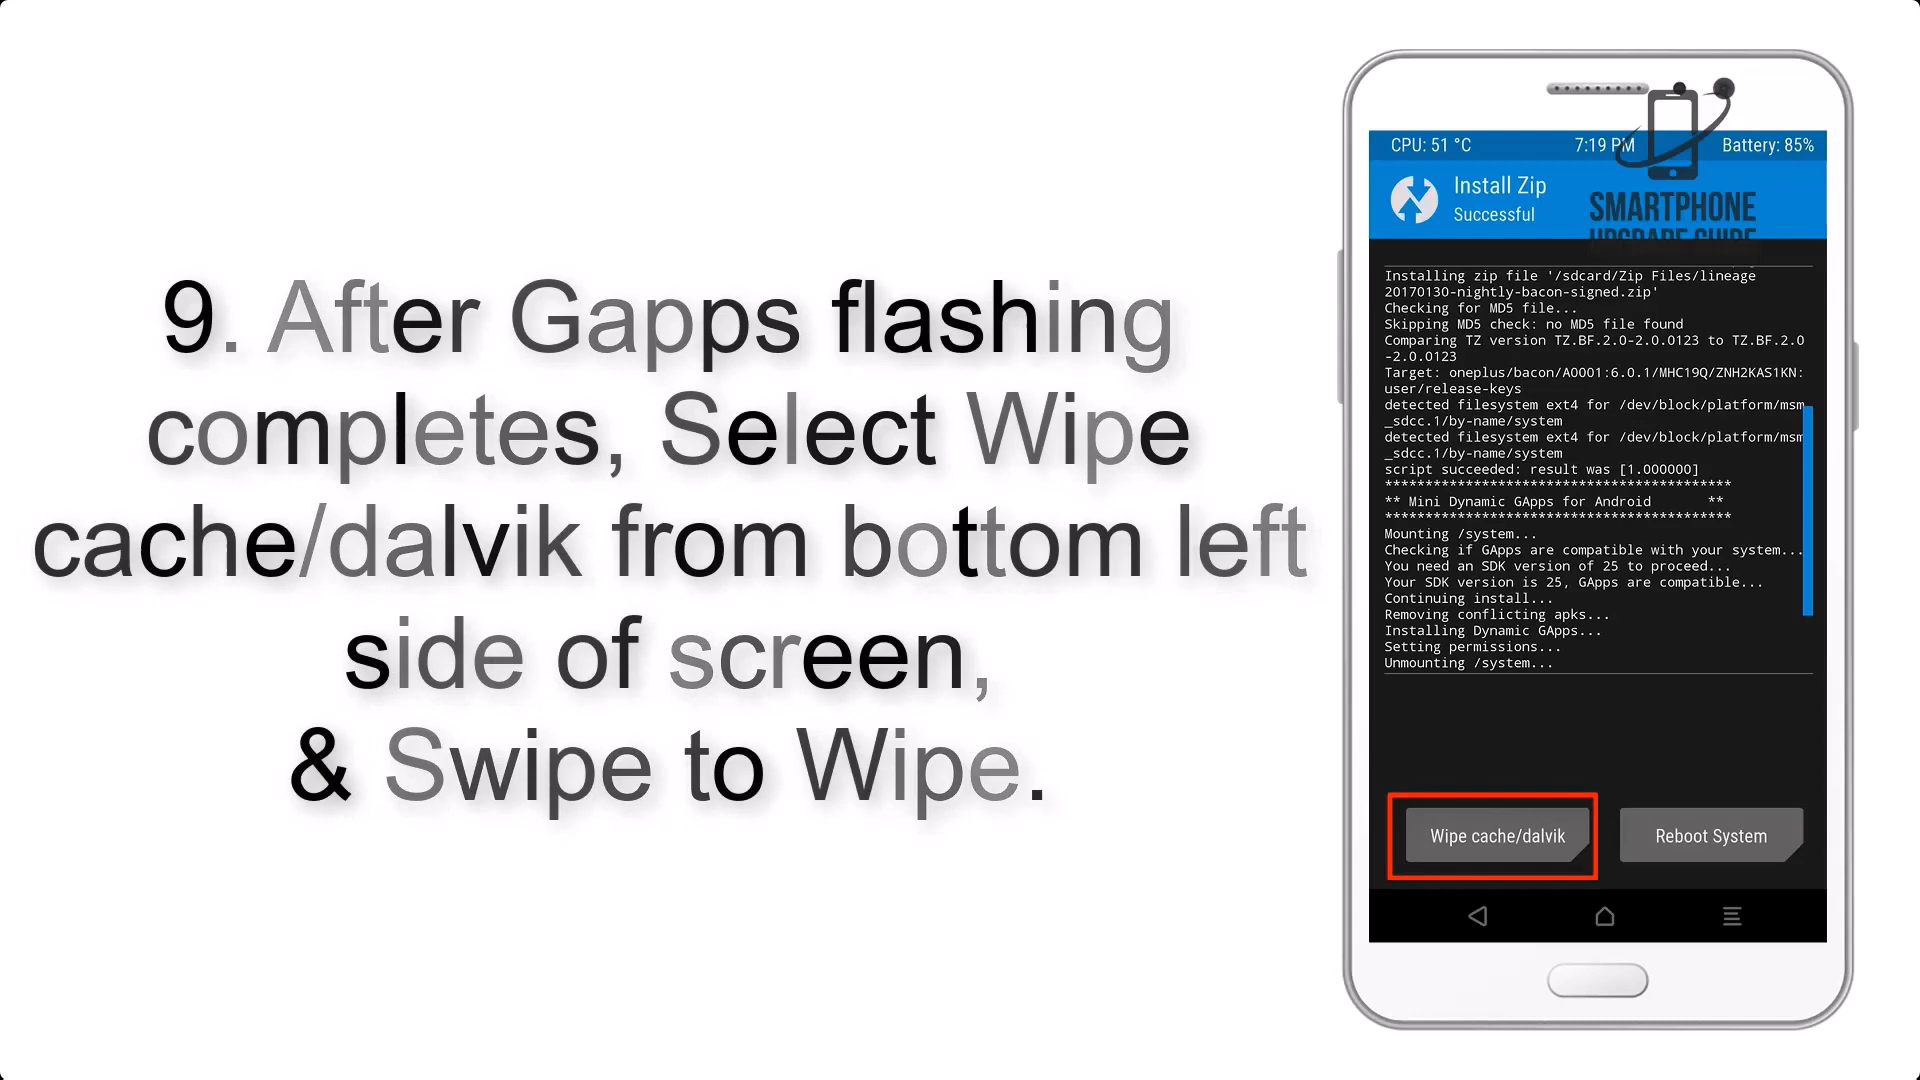 9. After Gapps flashing
completes, Select Wipe
cache/dalvik from bottom left
side of screen,
& Swipe to Wipe.
CPU: 51 °C 7:19 PM Battery: 85%
Install Zip
Successful
SMARTPHONE
UPGRADE GUIDE
Installing zip file '/sdcard/Zip Files/lineage
20170130-nightly-bacon-signed.zip'
Checking for MD5 file...
Skipping MD5 check: no MD5 file found
Comparing TZ version TZ.BF.2.0-2.0.0123 to TZ.BF.2.0
-2.0.0123
Target: oneplus/bacon/A0001:6.0.1/MHC19Q/ZNH2KAS1KN:
user/release-keys
detected filesystem ext4 for /dev/block/platform/msm
_sdcc.1/by-name/system
detected filesystem ext4 for /dev/block/platform/msm
_sdcc.1/by-name/system
script succeeded: result was [1.000000]
*******************************************
** Mini Dynamic GApps for Android       **
*******************************************
Mounting /system...
Checking if GApps are compatible with your system...
You need an SDK version of 25 to proceed...
Your SDK version is 25, GApps are compatible...
Continuing install...
Removing conflicting apks...
Installing Dynamic GApps...
Setting permissions...
Unmounting /system...
Wipe cache/dalvik Reboot System